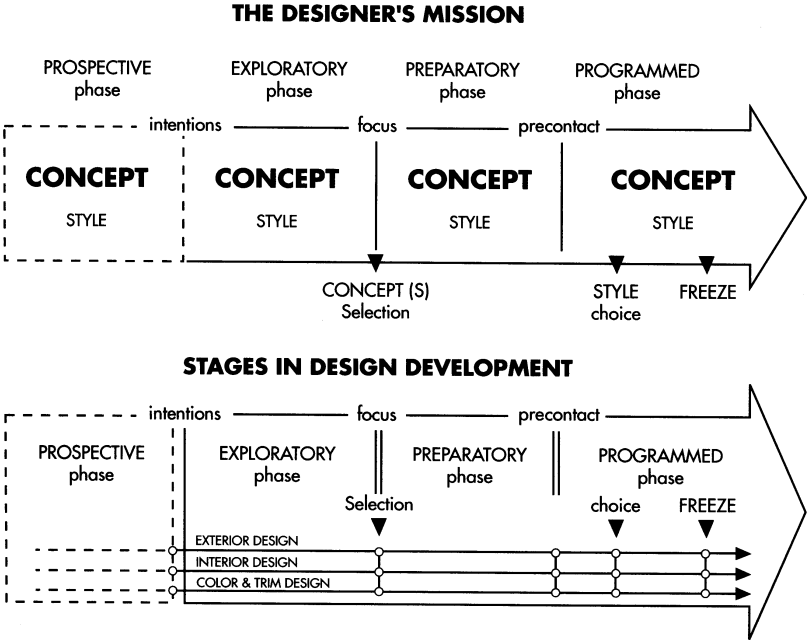 THE DESIGNER'S MISSION
PROSPECTIVE
phase
EXPLORATORY
phase
PREPARATORY
phase
PROGRAMMED
phase
intentions
focus
precontact
CONCEPT
CONCEPT
CONCEPT
CONCEPT
STYLE
STYLE
STYLE
STYLE
CONCEPT (S)
Selection
STYLE
choice
FREEZE
STAGES IN DESIGN DEVELOPMENT
intentions
focus
precontact
PROSPECTIVE
phase
EXPLORATORY
phase
PREPARATORY
phase
PROGRAMMED
phase
Selection
choice
FREEZE
EXTERIOR DESIGN
INTERIOR DESIGN
COLOR & TRIM DESIGN